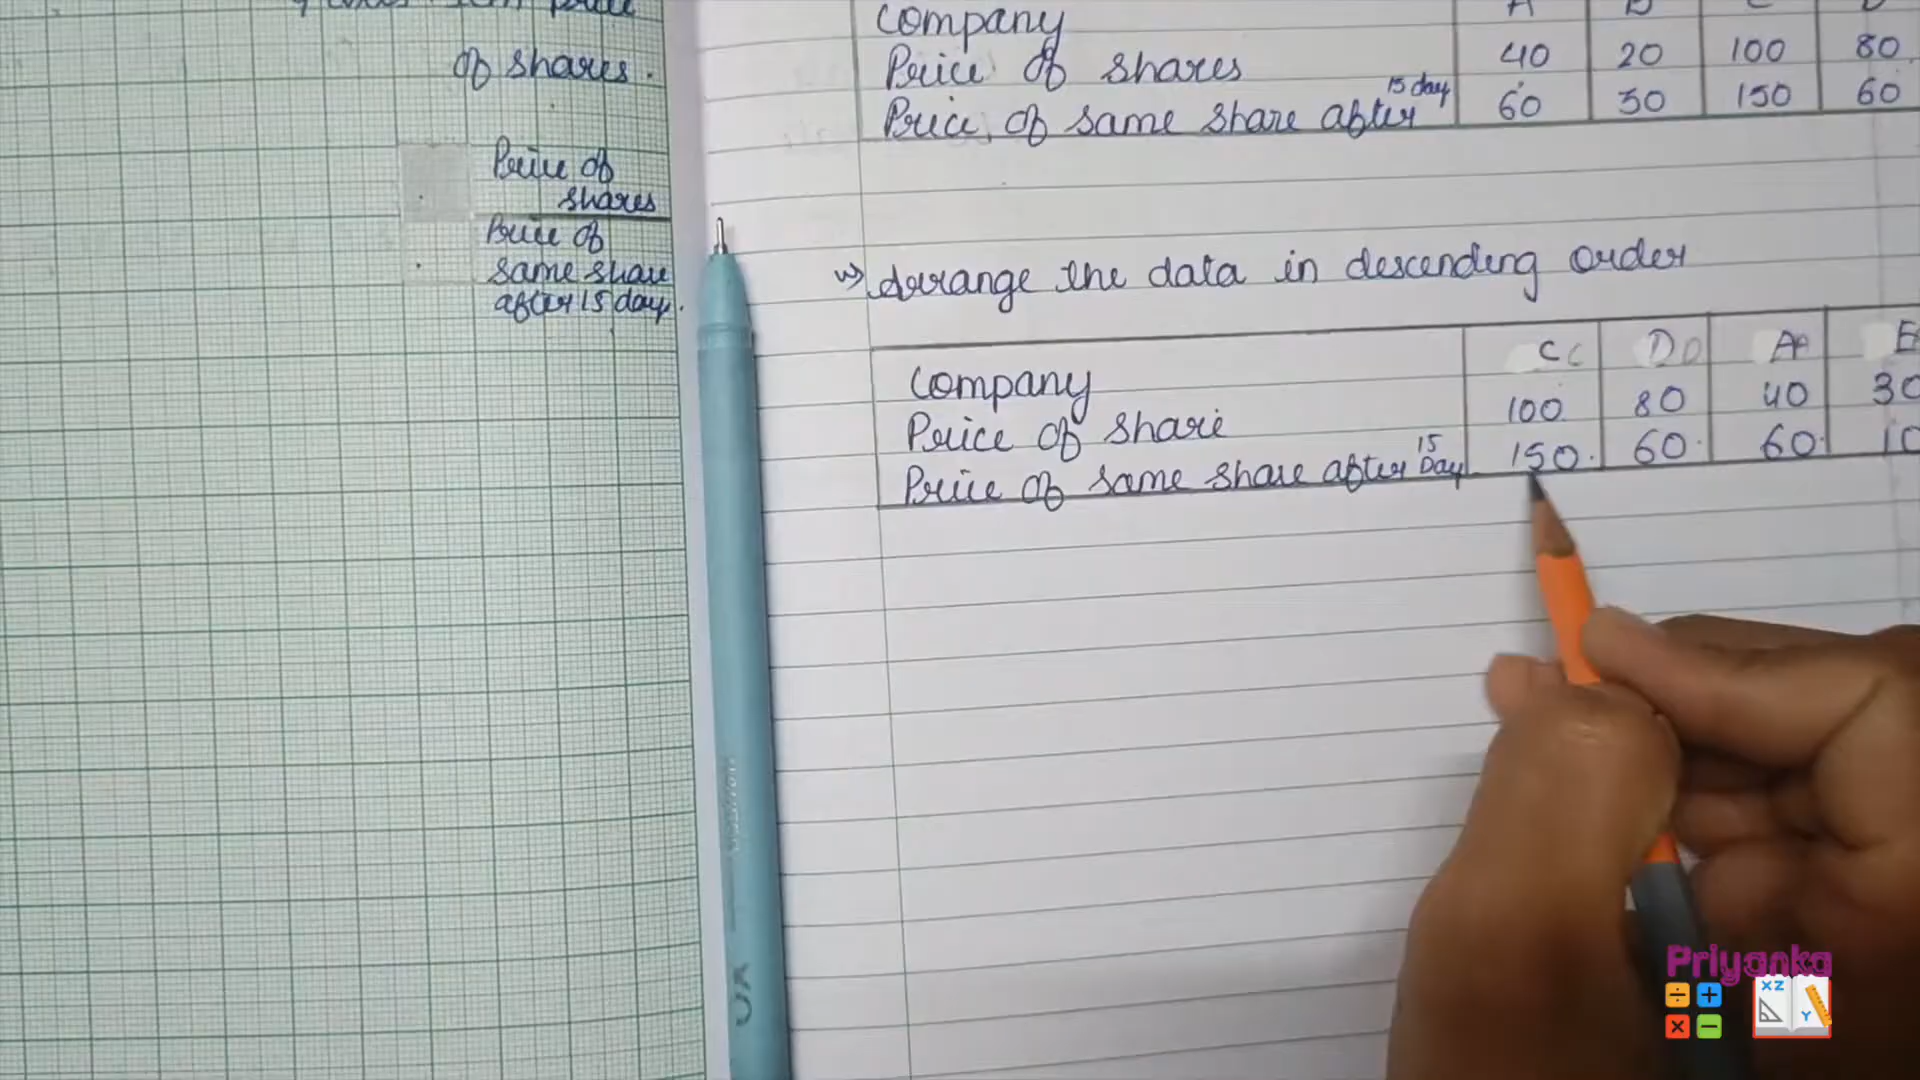 of shares.
Price of
shares
Price of
same share
after 15 day.
Company A B C D
Price of shares 40 20 100 80
Price of same share after 15 day 60 30 150 60
Arrange the data in descending order
Company C C D D A A E
Price of share 100 80 40 30
Price of same share after 15 Day 150. 60. 60. 10
Priyanka
÷ + XZ
× − Y